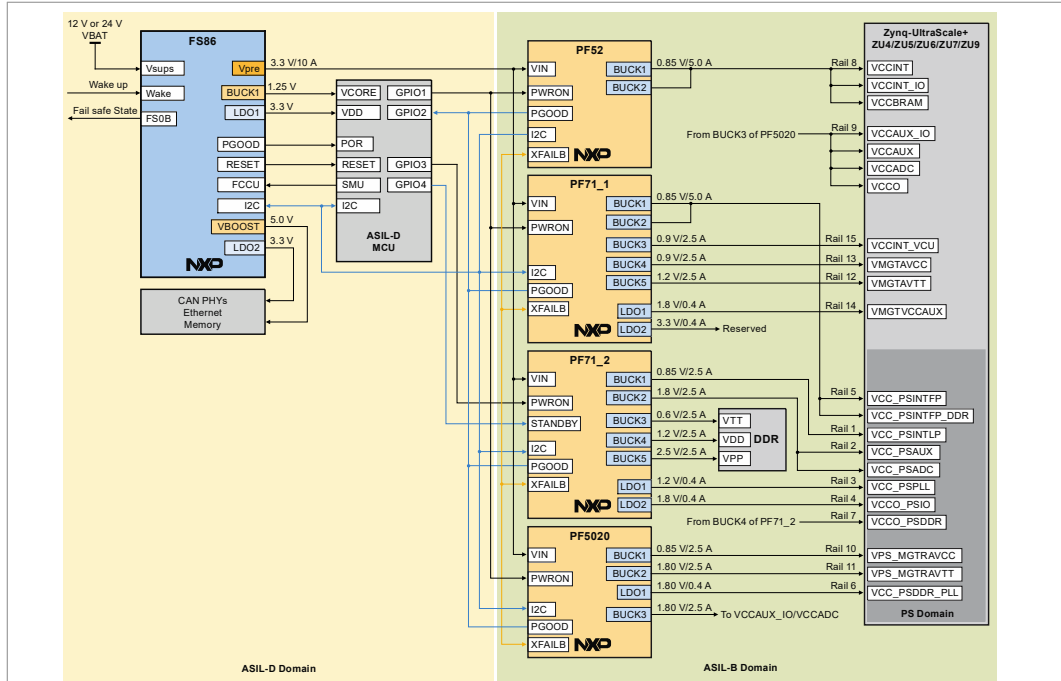 12 V or 24 V
VBAT
FS86
Vsups
Vpre
3.3 V/10 A
Wake up
Wake
BUCK1
1.25 V
Fail safe State
FS0B
LDO1
3.3 V
PGOOD
RESET
FCCU
I2C
VBOOST
5.0 V
LDO2
3.3 V
NXP
VCORE
GPIO1
VDD
GPIO2
POR
RESET
GPIO3
SMU
GPIO4
I2C
ASIL-D
MCU
CAN PHYs
Ethernet
Memory
ASIL-D Domain
PF52
VIN
BUCK1
0.85 V/5.0 A
Rail 8
PWRON
BUCK2
PGOOD
I2C
XFAILB
NXP
From BUCK3 of PF5020
Rail 9
PF71_1
VIN
BUCK1
0.85 V/5.0 A
BUCK2
PWRON
BUCK3
0.9 V/2.5 A
Rail 15
BUCK4
0.9 V/2.5 A
Rail 13
I2C
BUCK5
1.2 V/2.5 A
Rail 12
PGOOD
XFAILB
LDO1
1.8 V/0.4 A
Rail 14
LDO2
3.3 V/0.4 A
Reserved
NXP
PF71_2
VIN
BUCK1
0.85 V/2.5 A
Rail 5
BUCK2
1.8 V/2.5 A
PWRON
STANDBY
BUCK3
0.6 V/2.5 A
VTT
Rail 1
BUCK4
1.2 V/2.5 A
VDD
DDR
Rail 2
I2C
BUCK5
2.5 V/2.5 A
VPP
PGOOD
XFAILB
LDO1
1.2 V/0.4 A
Rail 3
LDO2
1.8 V/0.4 A
Rail 4
NXP
From BUCK4 of PF71_2
Rail 7
PF5020
VIN
BUCK1
0.85 V/2.5 A
Rail 10
PWRON
BUCK2
1.80 V/2.5 A
Rail 11
LDO1
1.80 V/0.4 A
Rail 6
I2C
BUCK3
1.80 V/2.5 A
To VCCAUX_IO/VCCADC
PGOOD
XFAILB
NXP
ASIL-B Domain
Zynq-UltraScale+
ZU4/ZU5/ZU6/ZU7/ZU9
VCCINT
VCCINT_IO
VCCBRAM
VCCAUX_IO
VCCAUX
VCCADC
VCCO
VCCINT_VCU
VMGTAVCC
VMGTAVTT
VMGTVCCAUX
VCC_PSINTFP
VCC_PSINTFP_DDR
VCC_PSINTLP
VCC_PSAUX
VCC_PSADC
VCC_PSPLL
VCCO_PSIO
VCCO_PSDDR
VPS_MGTRAVCC
VPS_MGTRAVTT
VCC_PSDDR_PLL
PS Domain